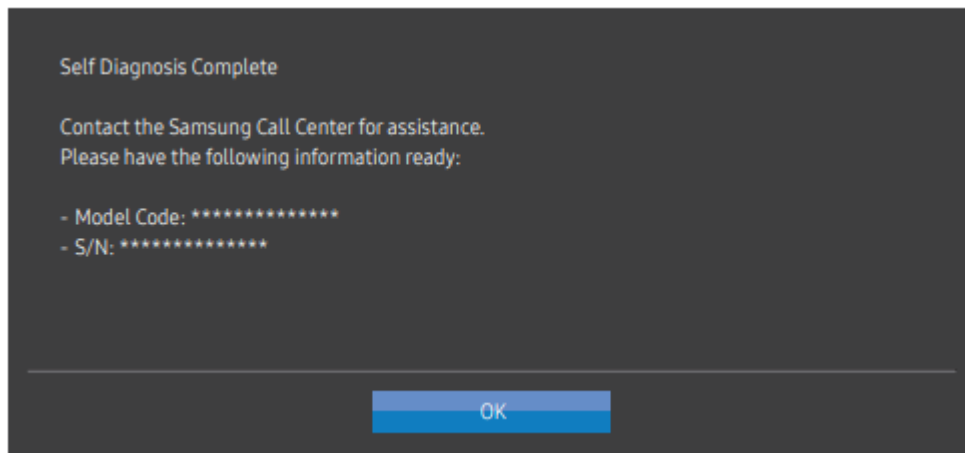 Self Diagnosis Complete
Contact the Samsung Call Center for assistance.
Please have the following information ready:
- Model Code: **************
- S/N: **************
OK